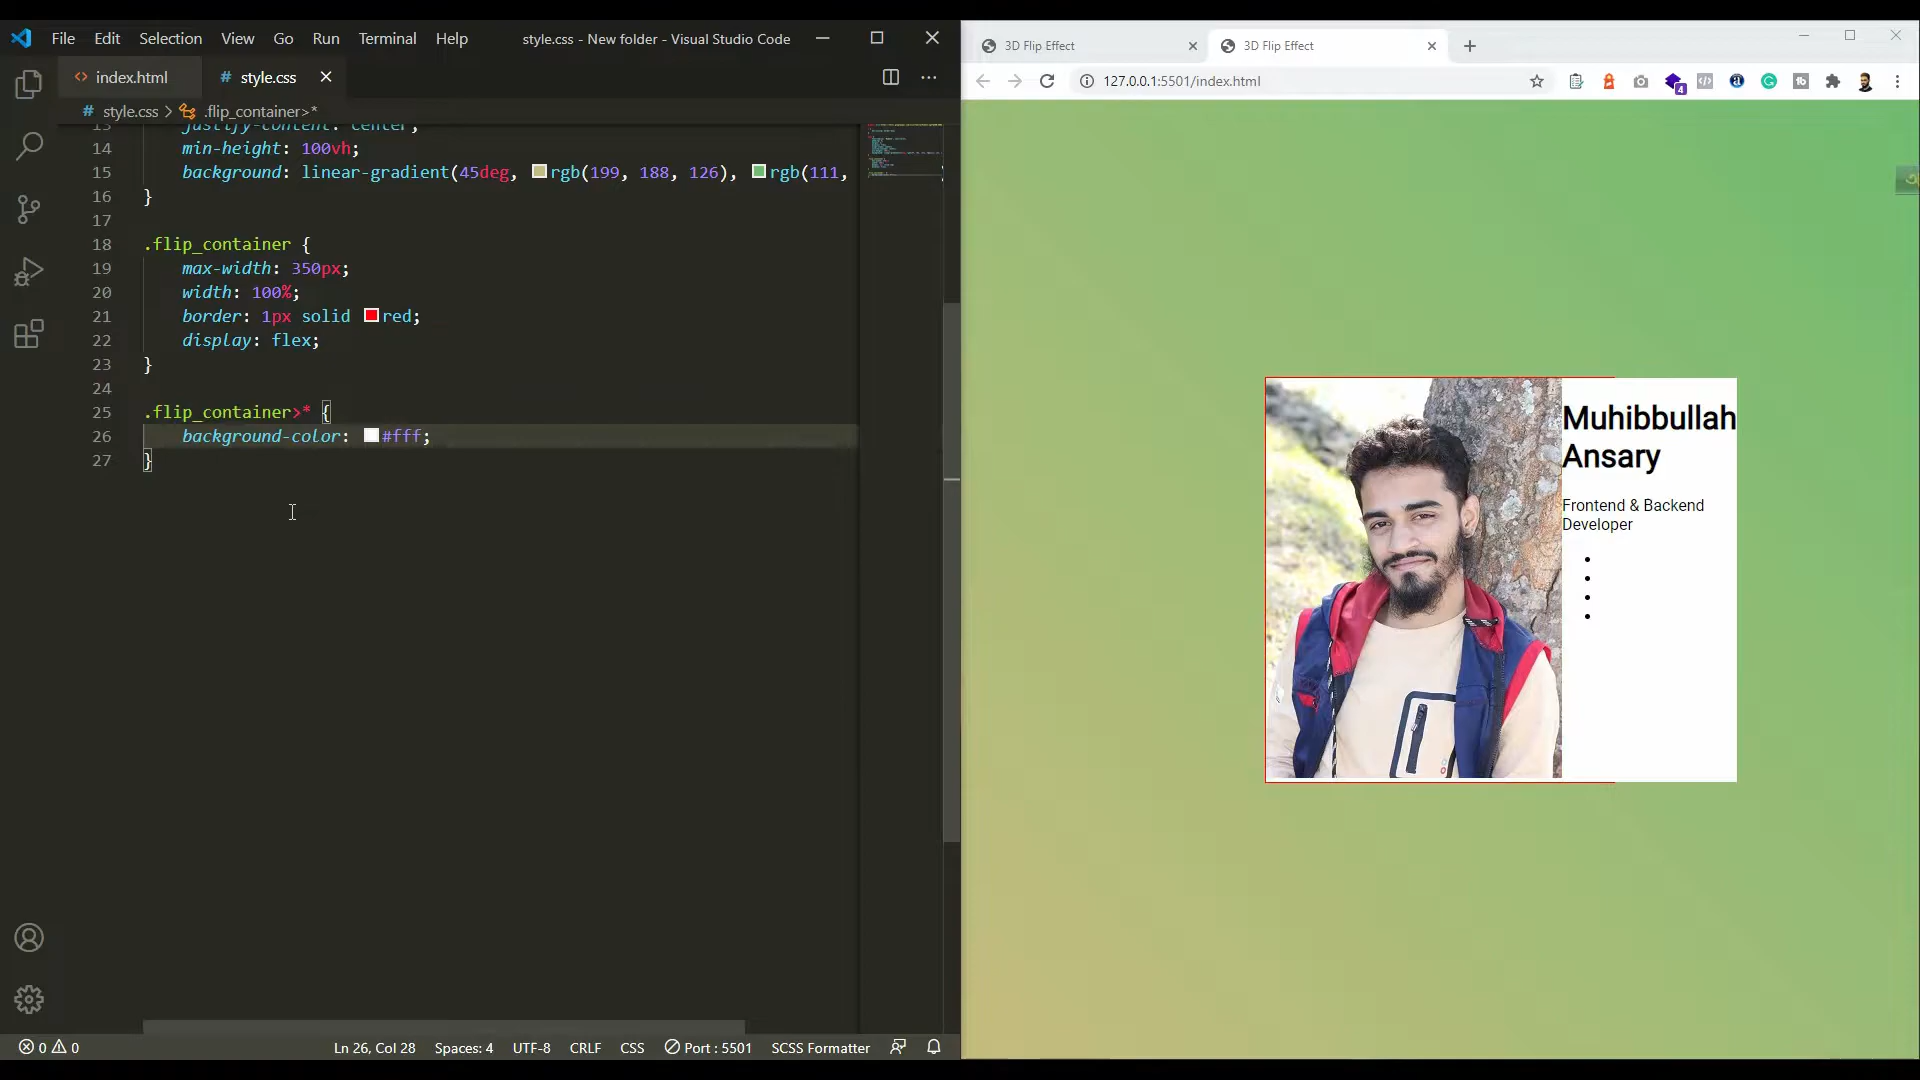 File Edit Selection View Go Run Terminal Help style.css - New folder - Visual Studio Code
index.html style.css
style.css > .flip_container>*
13 justify-content: center;
14 min-height: 100vh;
15 background: linear-gradient(45deg, rgb(199, 188, 126), rgb(111,
16 }
17
18 .flip_container {
19 max-width: 350px;
20 width: 100%;
21 border: 1px solid red;
22 display: flex;
23 }
24
25 .flip_container>* {
26 background-color: #fff;
27 }
0 0 Ln 26, Col 28 Spaces: 4 UTF-8 CRLF CSS Port : 5501 SCSS Formatter
3D Flip Effect 3D Flip Effect
127.0.0.1:5501/index.html
4
Muhibbullah
Ansary
Frontend & Backend
Developer